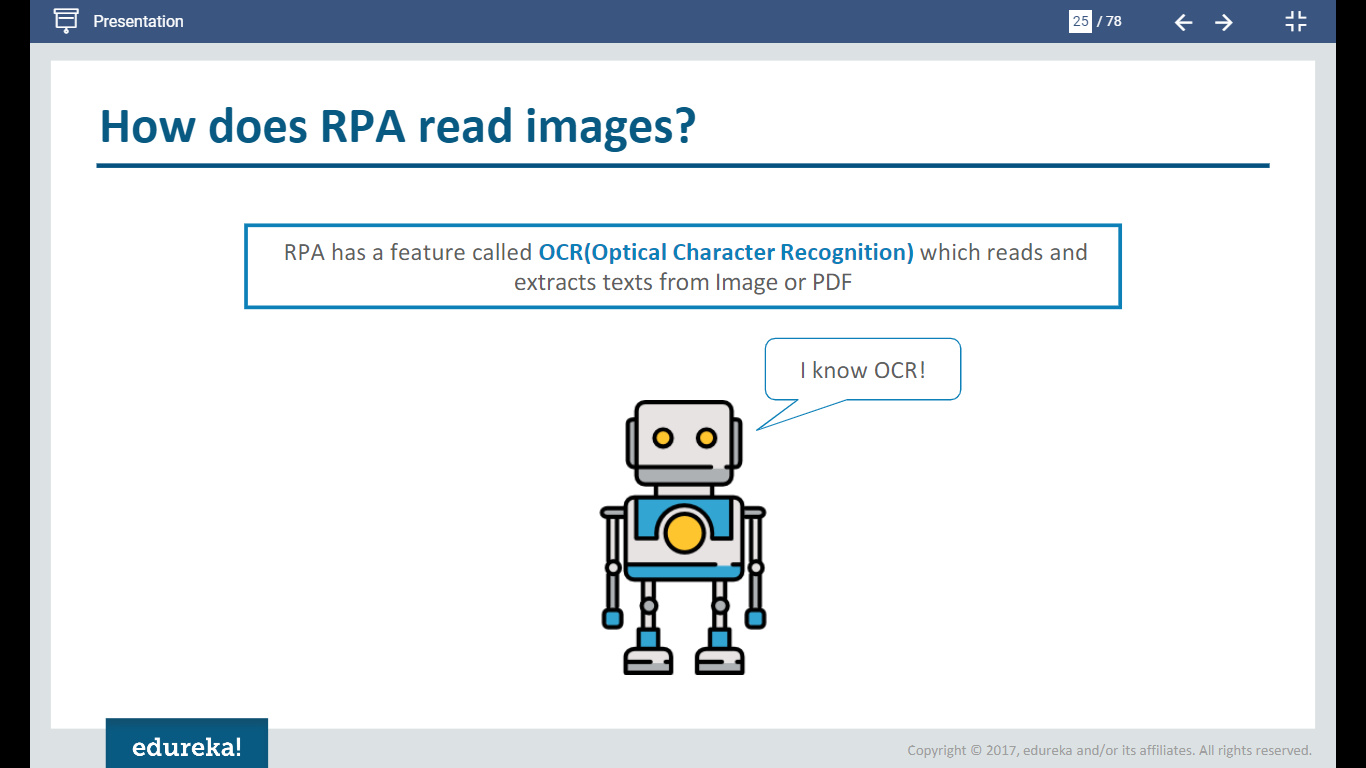 Presentation
25 / 78
How does RPA read images?
RPA has a feature called OCR(Optical Character Recognition) which reads and
extracts texts from Image or PDF
I know OCR!
edureka!
Copyright © 2017, edureka and/or its affiliates. All rights reserved.